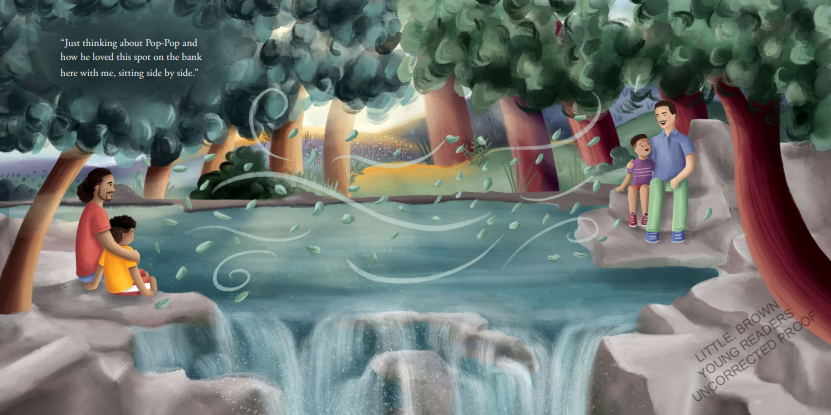 “Just thinking about Pop-Pop and
how he loved this spot on the bank
here with me, sitting side by side.”
LITTLE, BROWN
YOUNG READERS
UNCORRECTED PROOF